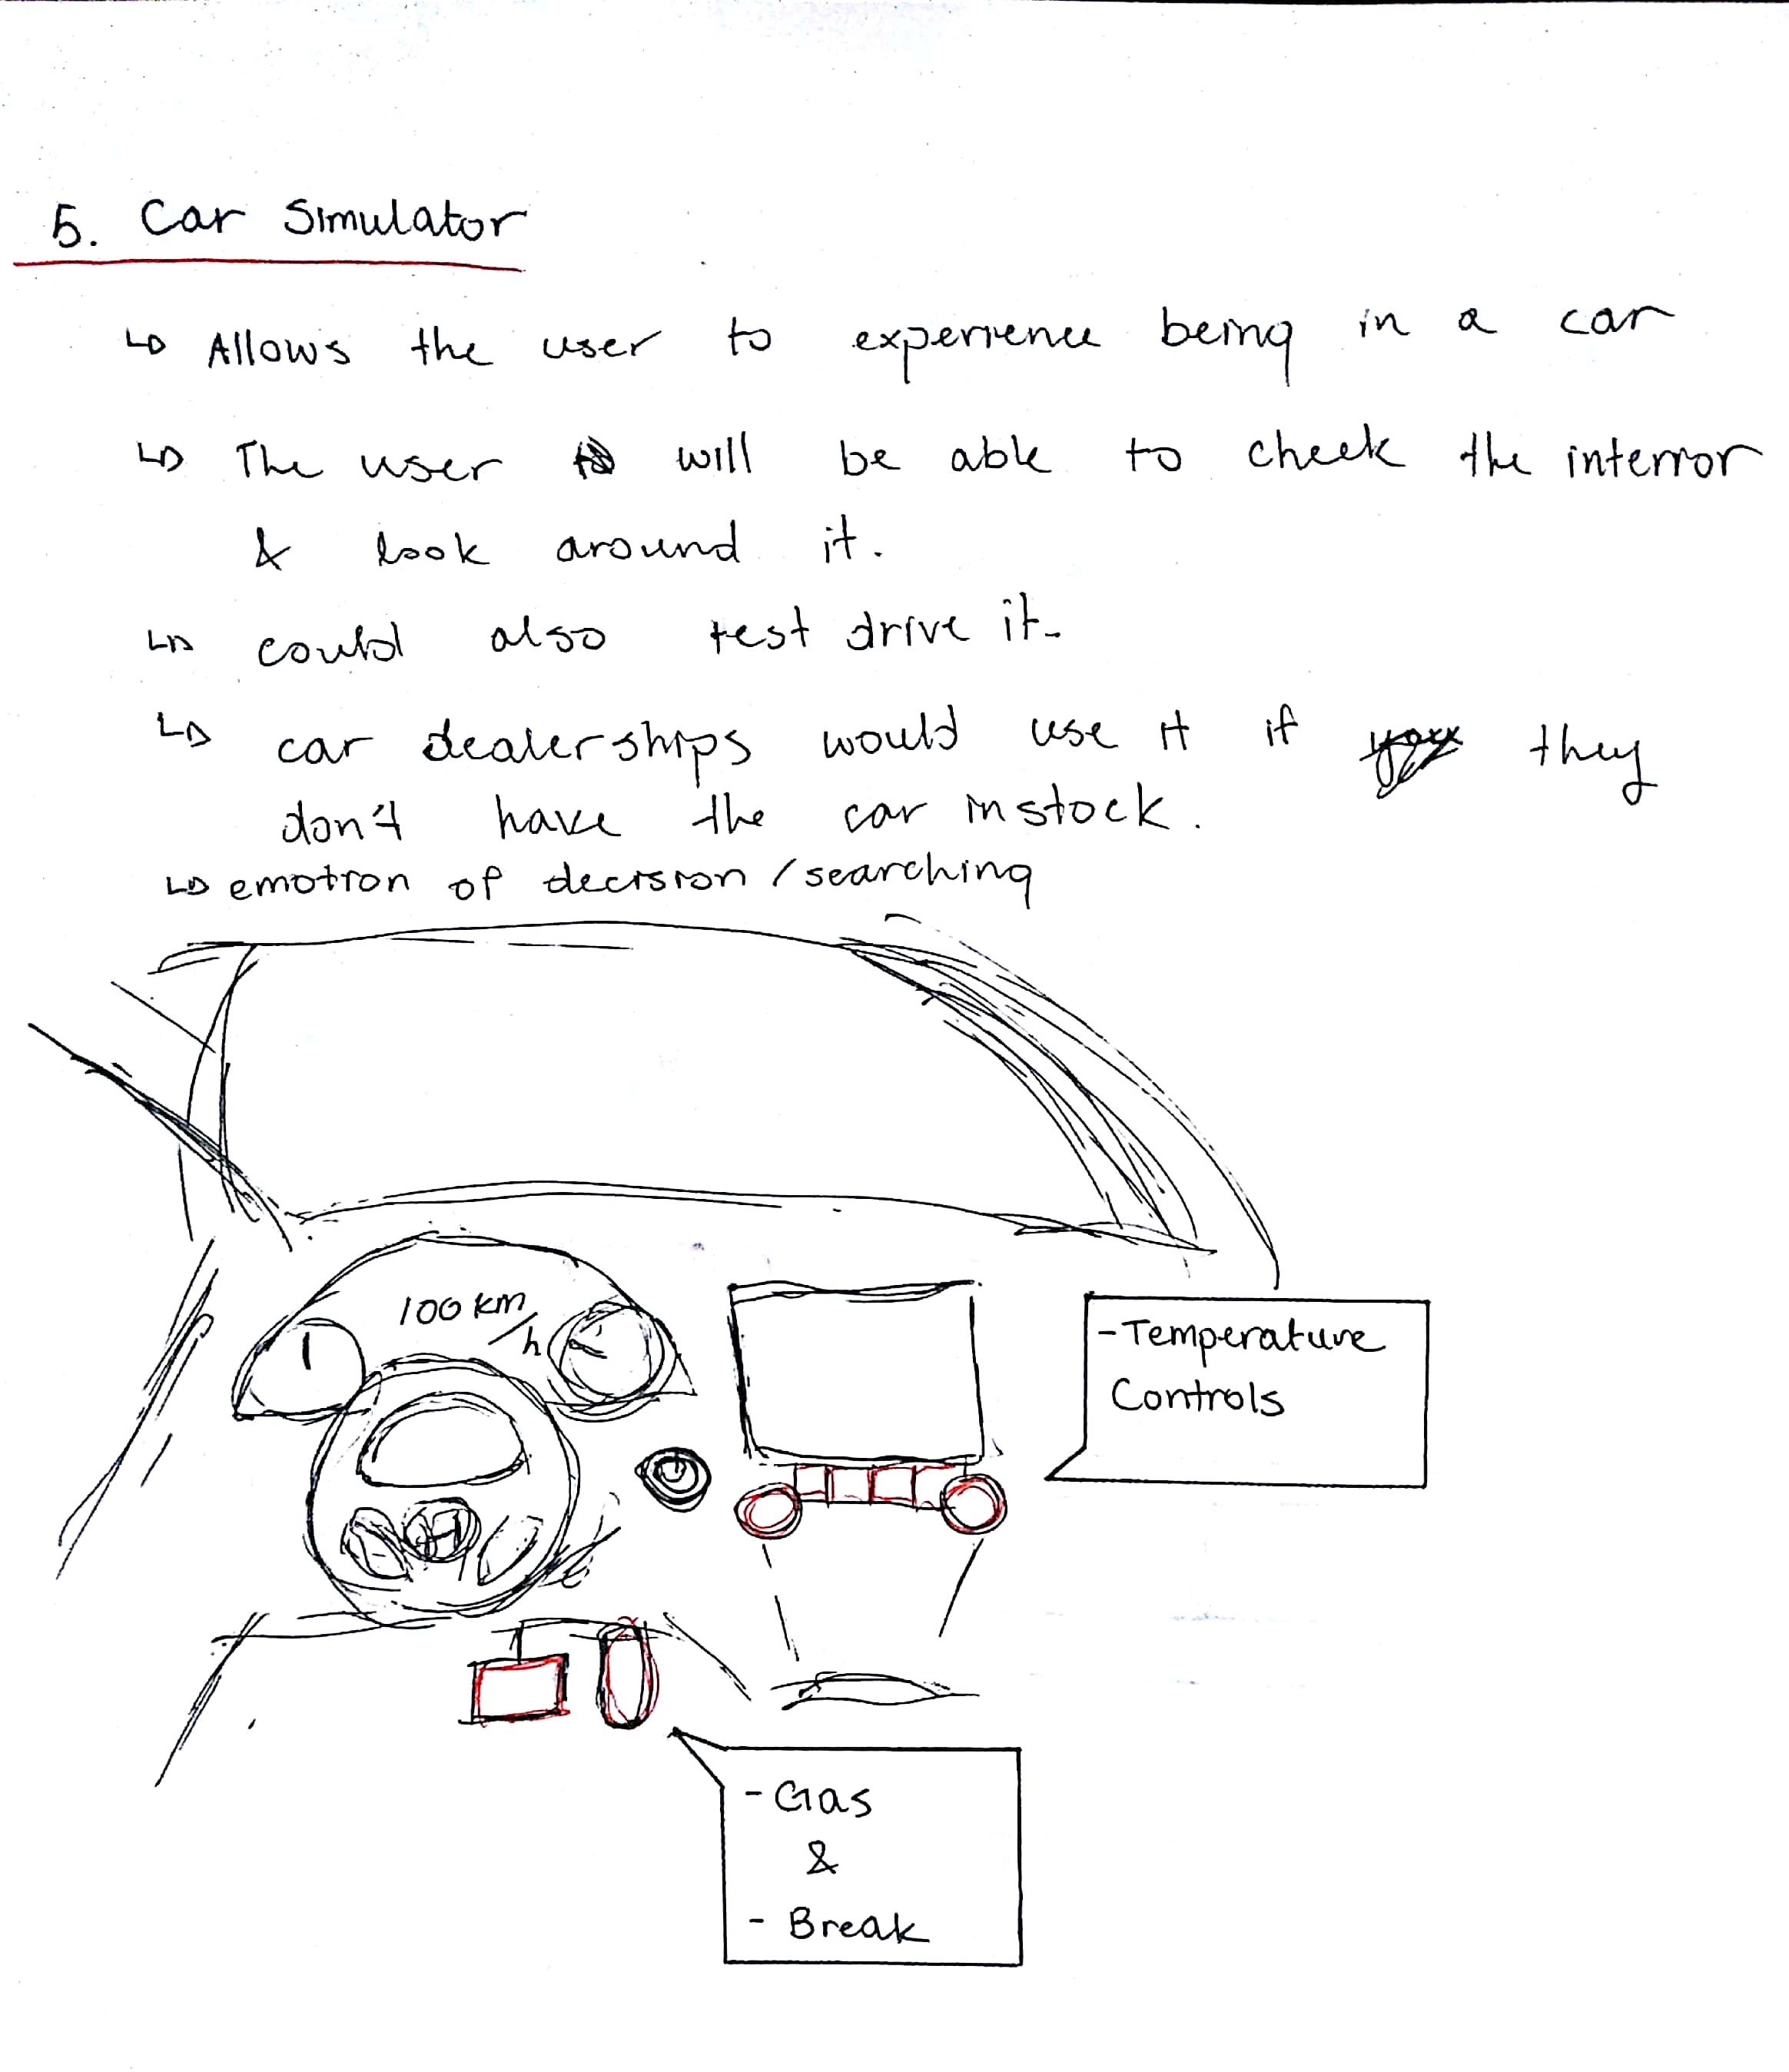 5. Car Simulator
↳ Allows the user to experience being in a car
↳ The user will be able to check the interior
& look around it.
↳ could also test drive it.
↳ car dealerships would use it if they
don't have the car in stock.
↳ emotion of decision / searching
100 km/h
- Temperature
Controls
- Gas
&
- Break